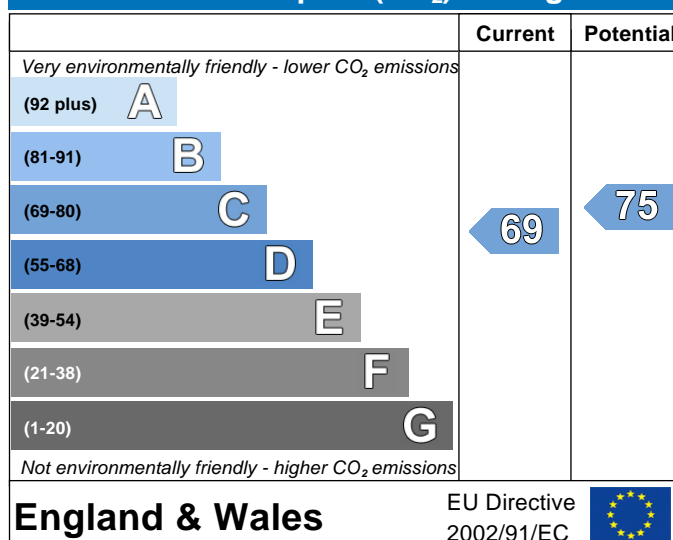 Current Potential
Very environmentally friendly - lower CO₂ emissions
(92 plus) A
(81-91) B
(69-80) C
75
69
(55-68) D
(39-54) E
(21-38) F
(1-20) G
Not environmentally friendly - higher CO₂ emissions
England & Wales
EU Directive
2002/91/EC